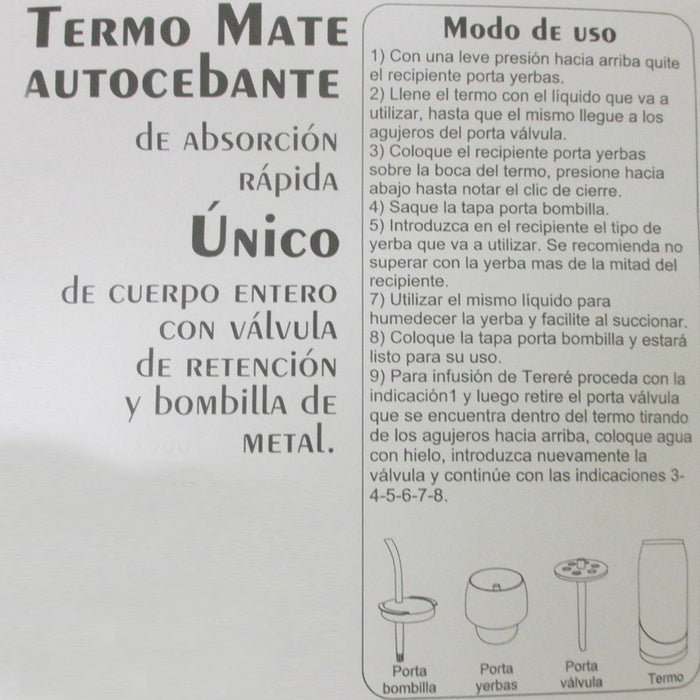 TERMO MATE
AUTOCEBANTE
de ABSORCIÓN
RÁPIDA
ÚNICO
de CUERPO ENTERO
CON VÁLVULA
de RETENCIÓN
y bombilla de
METAL.
Modo de uso
1) Con una leve presión hacia arriba quite
el recipiente porta yerbas.
2) Llene el termo con el líquido que va a
utilizar, hasta que el mismo llegue a los
agujeros del porta válvula.
3) Coloque el recipiente porta yerbas
sobre la boca del termo, presione hacia
abajo hasta notar el clic de cierre.
4) Saque la tapa porta bombilla.
5) Introduzca en el recipiente el tipo de
yerba que va a utilizar. Se recomienda no
superar con la yerba mas de la mitad del
recipiente.
7) Utilizar el mismo líquido para
humedecer la yerba y facilite al succionar.
8) Coloque la tapa porta bombilla y estará
listo para su uso.
9) Para infusión de Tereré proceda con la
indicación1 y luego retire el porta válvula
que se encuentra dentro del termo tirando
de los agujeros hacia arriba, coloque agua
con hielo, introduzca nuevamente la
válvula y continúe con las indicaciones 3-
4-5-6-7-8.
Porta
bombilla
Porta
yerbas
Porta
válvula
Termo